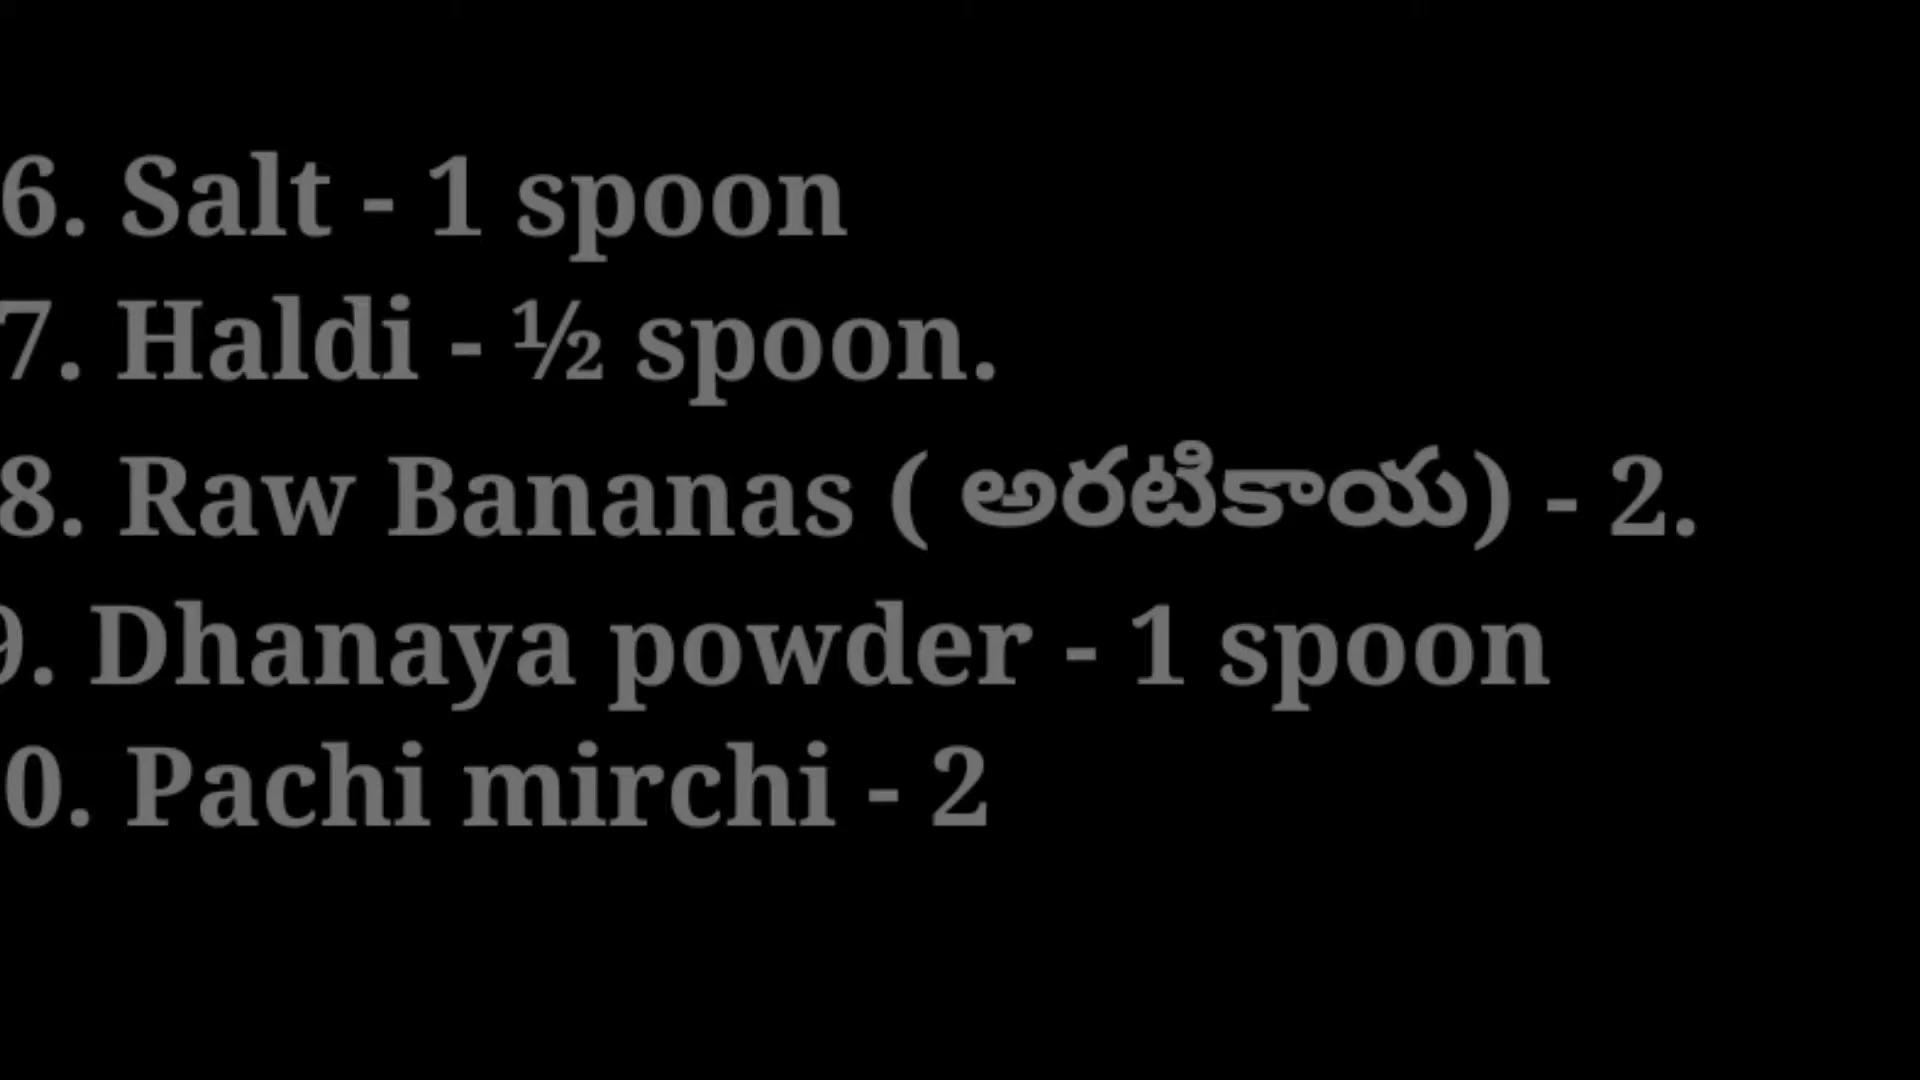 6. Salt - 1 spoon
7. Haldi - ½ spoon.
8. Raw Bananas ( అరటికాయ) - 2.
9. Dhanaya powder - 1 spoon
0. Pachi mirchi - 2